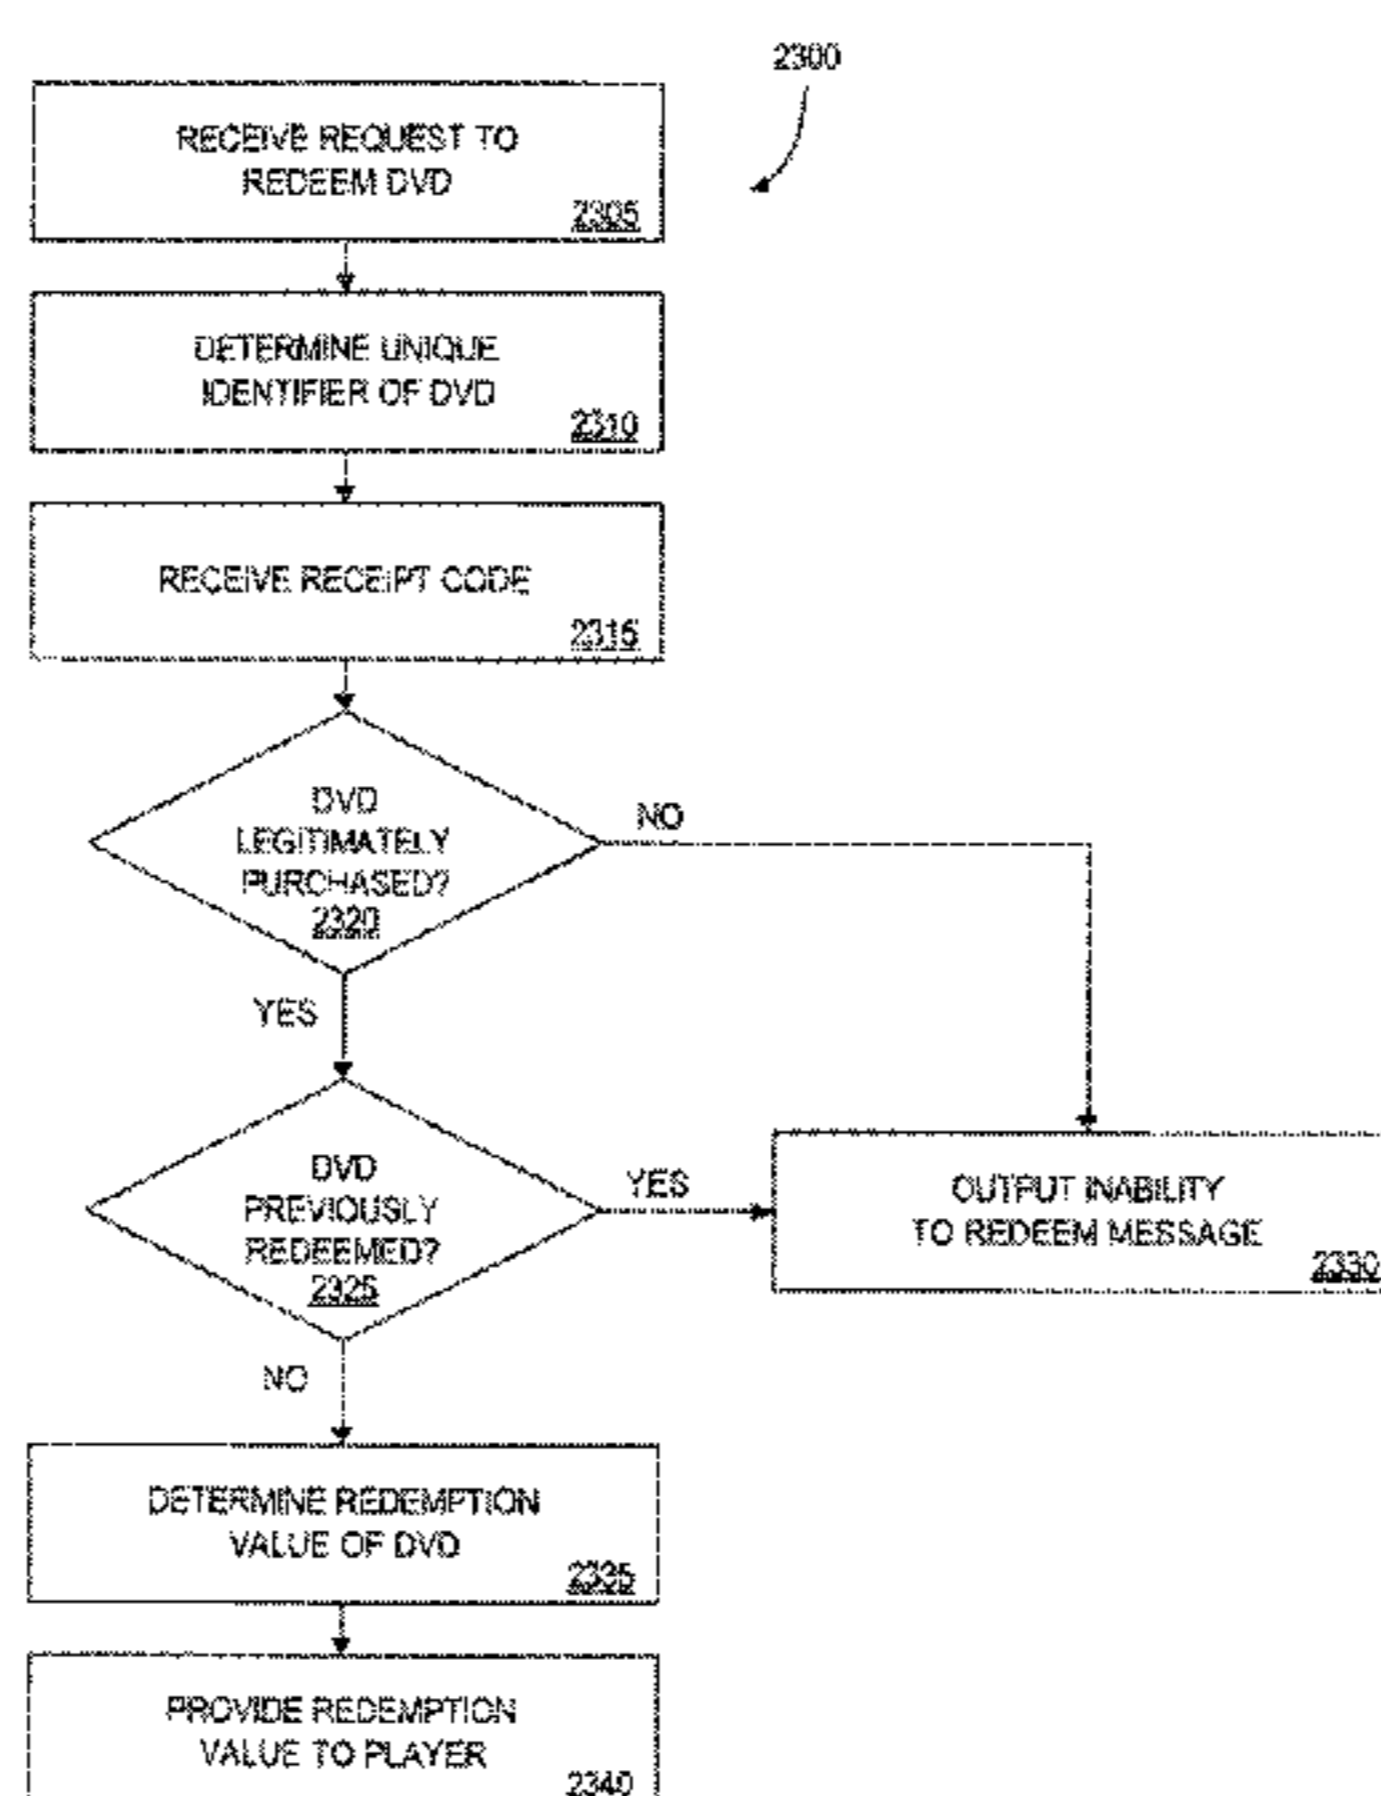 2300
RECEIVE REQUEST TO
REDEEM DVD
2305
DETERMINE UNIQUE
IDENTIFIER OF DVD
2310
RECEIVE RECEIPT CODE
2315
DVD
LEGITIMATELY
PURCHASED?
2320
NO
YES
DVD
PREVIOUSLY
REDEEMED?
2325
YES
OUTPUT INABILITY
TO REDEEM MESSAGE
2330
NO
DETERMINE REDEMPTION
VALUE OF DVD
2335
PROVIDE REDEMPTION
VALUE TO PLAYER
2340